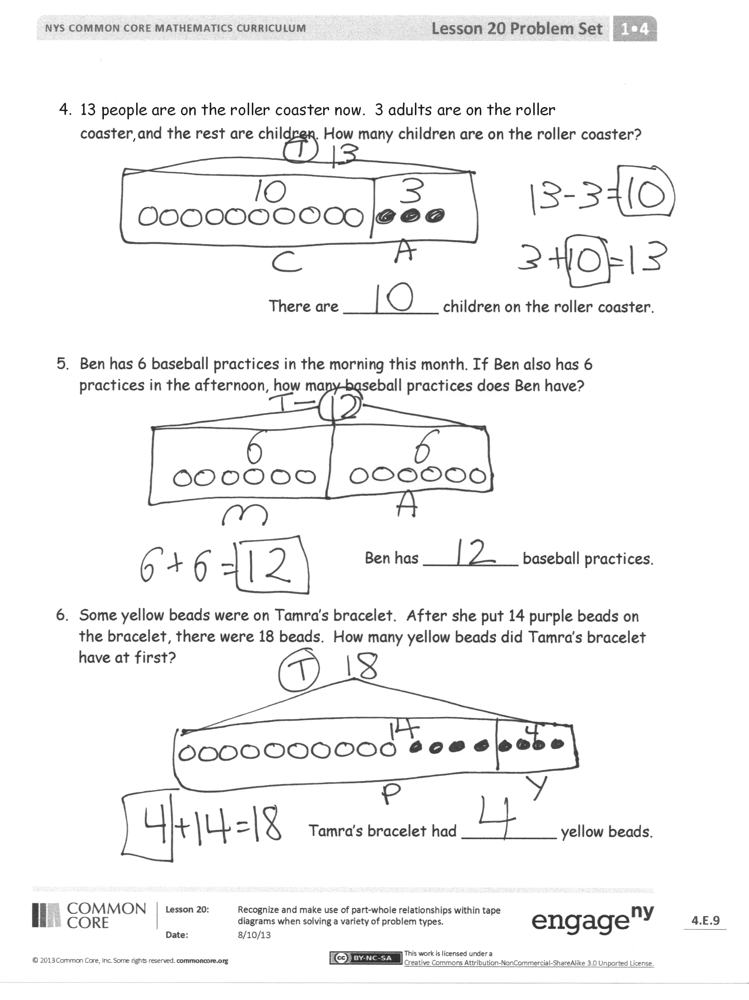 NYS COMMON CORE MATHEMATICS CURRICULUM Lesson 20 Problem Set 1•4
4. 13 people are on the roller coaster now. 3 adults are on the roller
coaster, and the rest are children. How many children are on the roller coaster?
T 13
10 3
13 - 3 = 10
C A
3 + 10 = 13
There are 10 children on the roller coaster.
5. Ben has 6 baseball practices in the morning this month. If Ben also has 6
practices in the afternoon, how many baseball practices does Ben have?
T - 12
6 6
M A
6 + 6 = 12 Ben has 12 baseball practices.
6. Some yellow beads were on Tamra's bracelet. After she put 14 purple beads on
the bracelet, there were 18 beads. How many yellow beads did Tamra's bracelet
have at first?
T 18
14 4
P Y
4 + 14 = 18 Tamra's bracelet had 4 yellow beads.
COMMON CORE
Lesson 20: Recognize and make use of part-whole relationships within tape
diagrams when solving a variety of problem types.
Date: 8/10/13
engage ny 4.E.9
© 2013 Common Core, Inc. Some rights reserved. commoncore.org
cc BY-NC-SA This work is licensed under a
Creative Commons Attribution-NonCommercial-ShareAlike 3.0 Unported License.